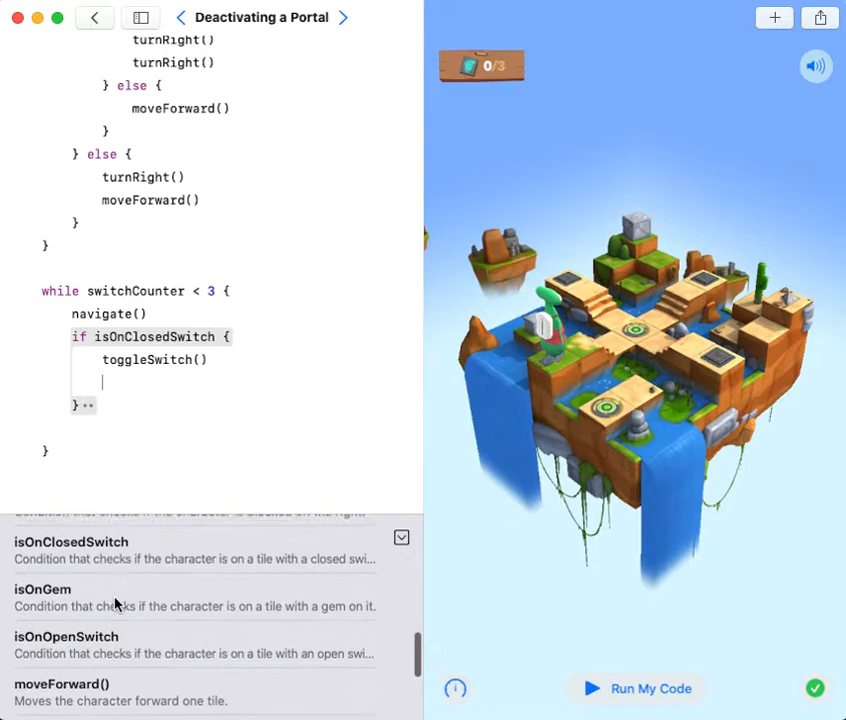 Deactivating a Portal
turnRight()
turnRight()
} else {
moveForward()
}
} else {
turnRight()
moveForward()
}
}
while switchCounter < 3 {
navigate()
if isOnClosedSwitch {
toggleSwitch()
}
}
isOnClosedSwitch
Condition that checks if the character is on a tile with a closed swi...
isOnGem
Condition that checks if the character is on a tile with a gem on it.
isOnOpenSwitch
Condition that checks if the character is on a tile with an open swi...
moveForward()
Moves the character forward one tile.
0/3
Run My Code